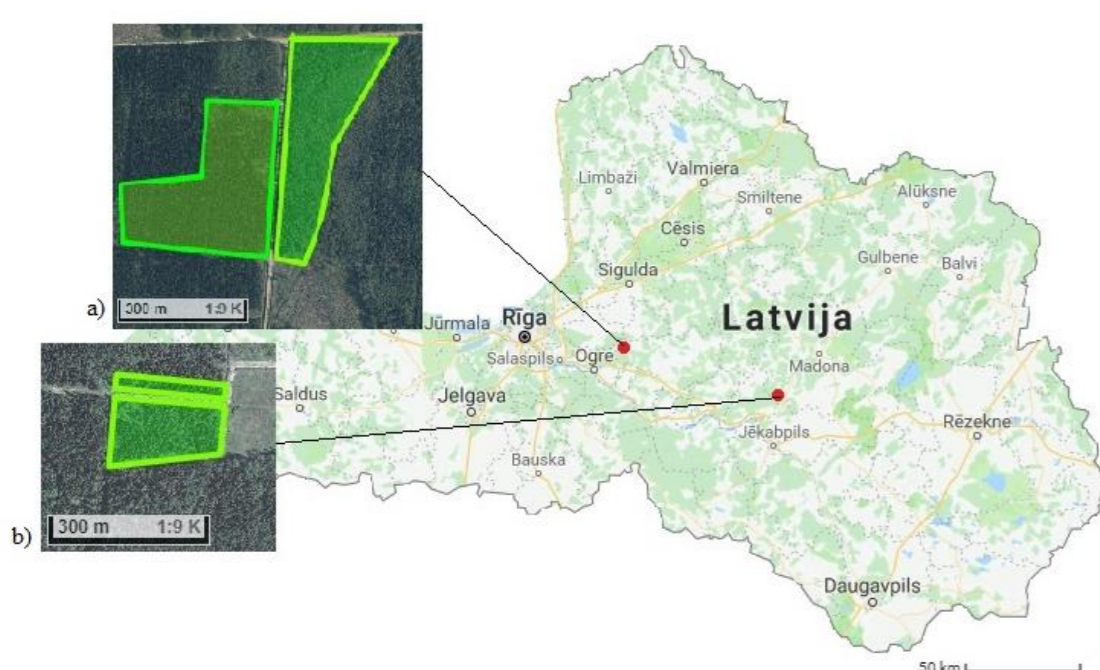 Limbaži
Valmiera
Smiltene
Alūksne
Cēsis
Gulbene
Balvi
Sigulda
a)
300 m 1:9 K
Jūrmala
Rīga
Latvija
Salaspils
Ogre
Madona
Saldus
Jelgava
Rēzekne
Jēkabpils
Bauska
b)
300 m 1:9 K
Daugavpils
50 km